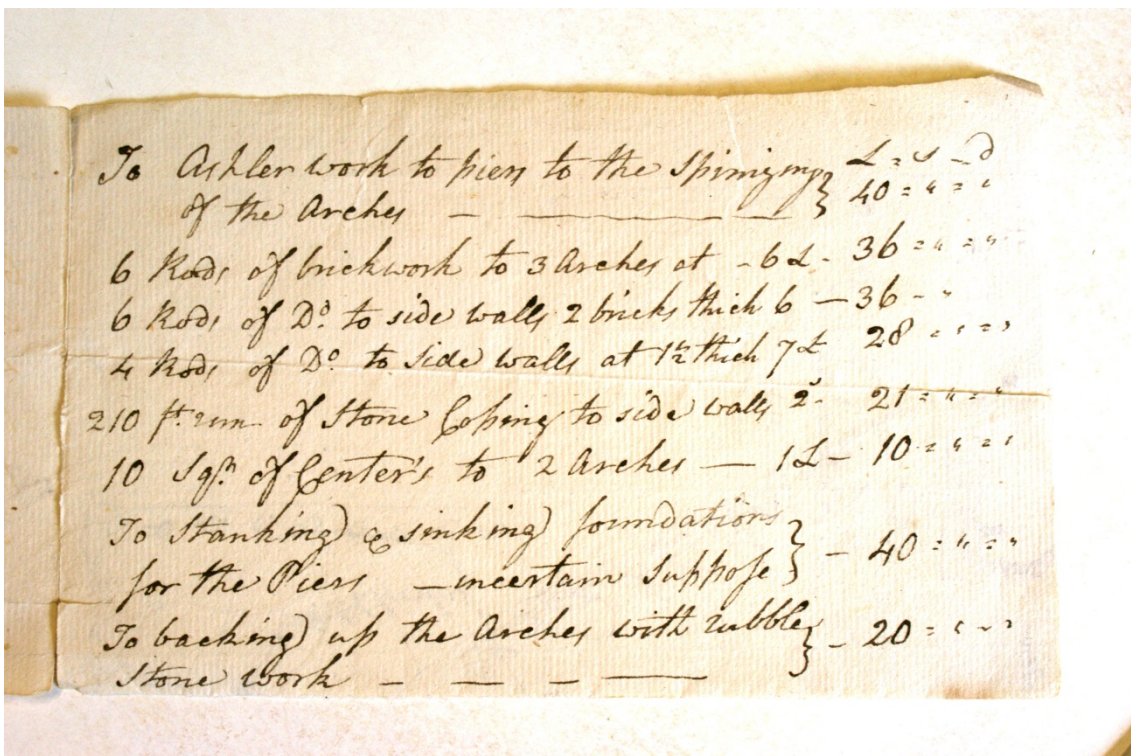 To Ashler work to piers to the Spinging } £ = s - d
of the Arches — ———— } 40 = " = "
6 Rods of brickwork to 3 Arches at - 6£ - 36 = " = "
6 Rods of Do. to side walls 2 bricks thick 6 — 36 - "
4 Rods of Do. to side walls at 1½ thick 7£ 28 = " = "
210 ft. run of Stone Coping to side walls 2s - 21 = " = "
10 Sqrs of Center's to 2 Arches — 1£ - 10 = " = "
To Stanking & sinking foundations
for the Piers — uncertain Suppose } - 40 = " = "
To backing up the Arches with rubble
Stone work — — — —— } - 20 = " - "